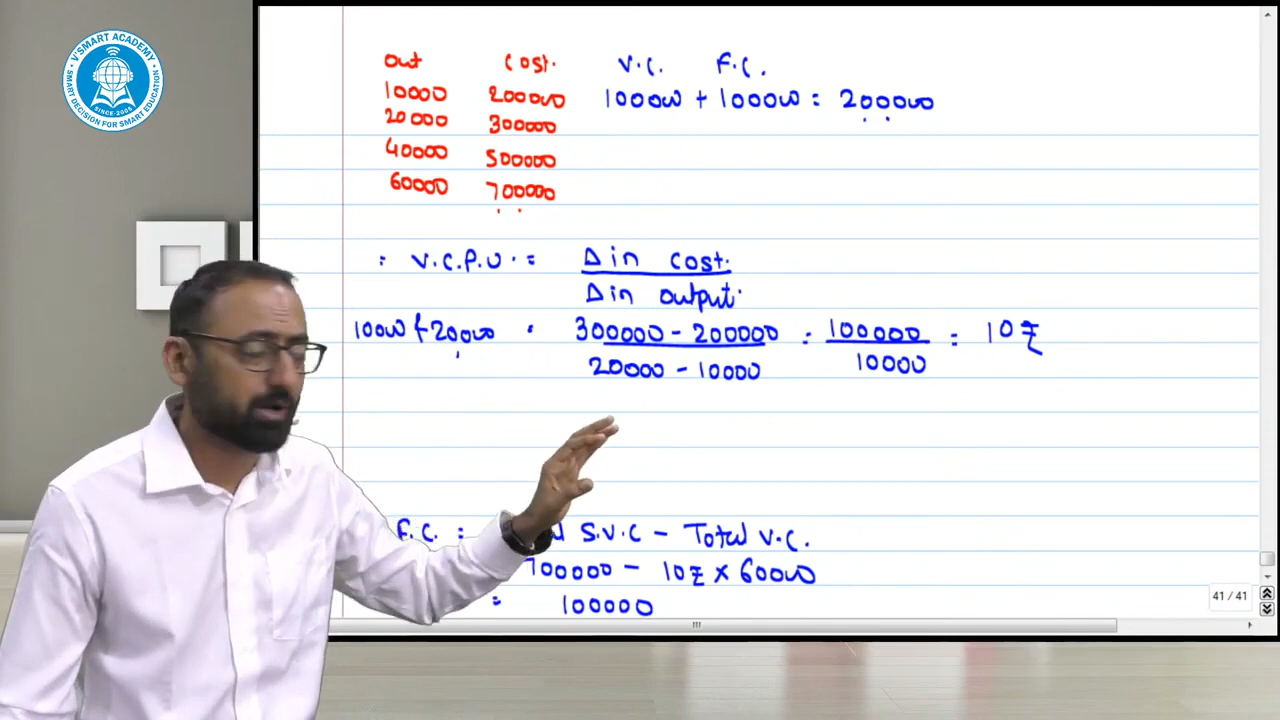 V'SMART ACADEMY
SINCE-2005
SMART DECISION FOR SMART EDUCATION
out cost. V.C. F.C.
10000 200000 100000 + 100000 = 200000
20000 300000
40000 500000
60000 700000
: V.C.P.U. = Δ in cost.
Δ in output.
10000 & 20000 300000 - 200000 = 100000 = 10₹
20000 - 10000 10000
F.C. = S.V.C - Total V.C.
700000 - 10₹ x 60000
= 100000
41 / 41